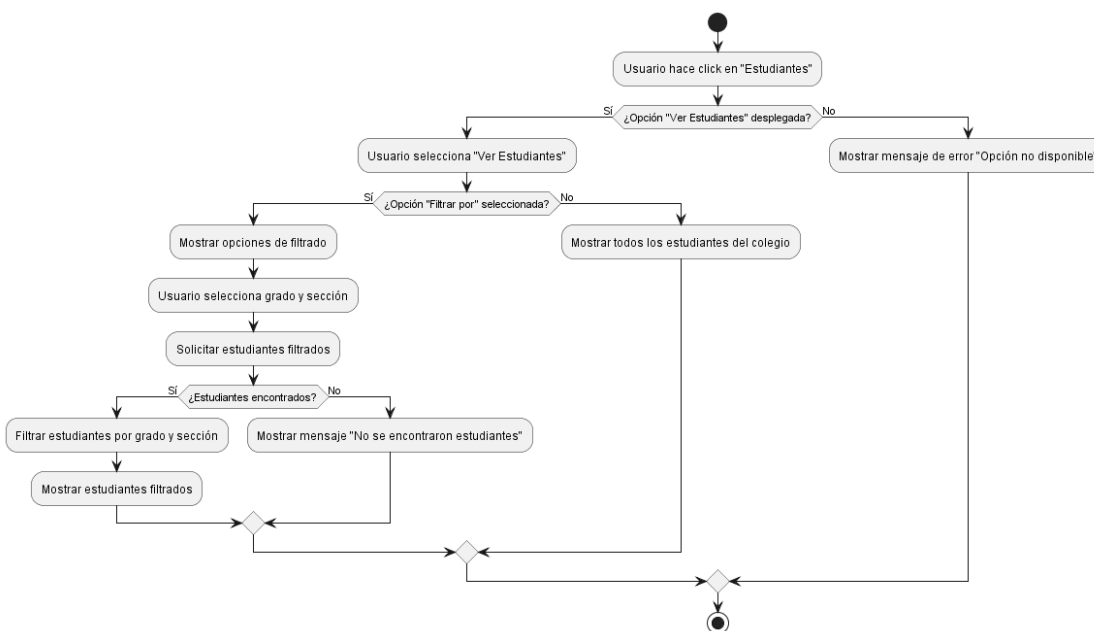 Usuario hace click en "Estudiantes"
Sí
¿Opción "Ver Estudiantes" desplegada?
No
Usuario selecciona "Ver Estudiantes"
Mostrar mensaje de error "Opción no disponible"
Sí
¿Opción "Filtrar por" seleccionada?
No
Mostrar opciones de filtrado
Mostrar todos los estudiantes del colegio
Usuario selecciona grado y sección
Solicitar estudiantes filtrados
Sí
¿Estudiantes encontrados?
No
Filtrar estudiantes por grado y sección
Mostrar mensaje "No se encontraron estudiantes"
Mostrar estudiantes filtrados